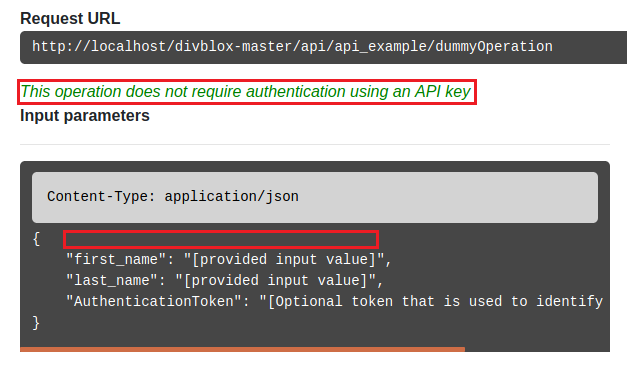 Request URL
http://localhost/divblox-master/api/api_example/dummyOperation
This operation does not require authentication using an API key
Input parameters
Content-Type: application/json
{
"first_name": "[provided input value]",
"last_name": "[provided input value]",
"AuthenticationToken": "[Optional token that is used to identify
}